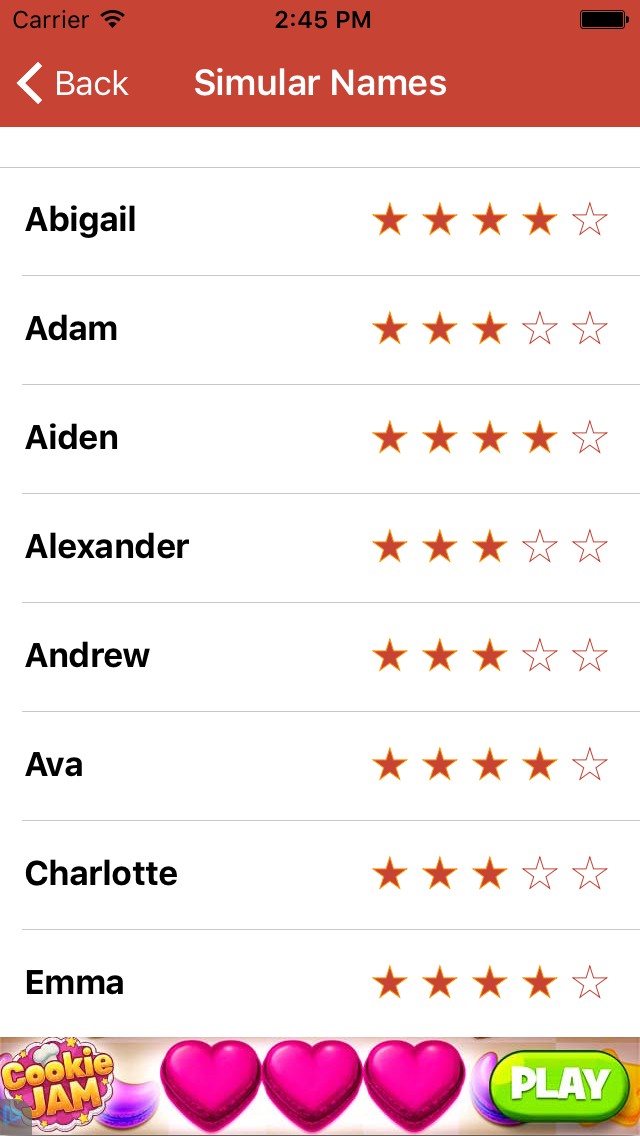 Carrier 2:45 PM
Back Simular Names
Abigail
Adam
Aiden
Alexander
Andrew
Ava
Charlotte
Emma
Cookie
JAM
PLAY